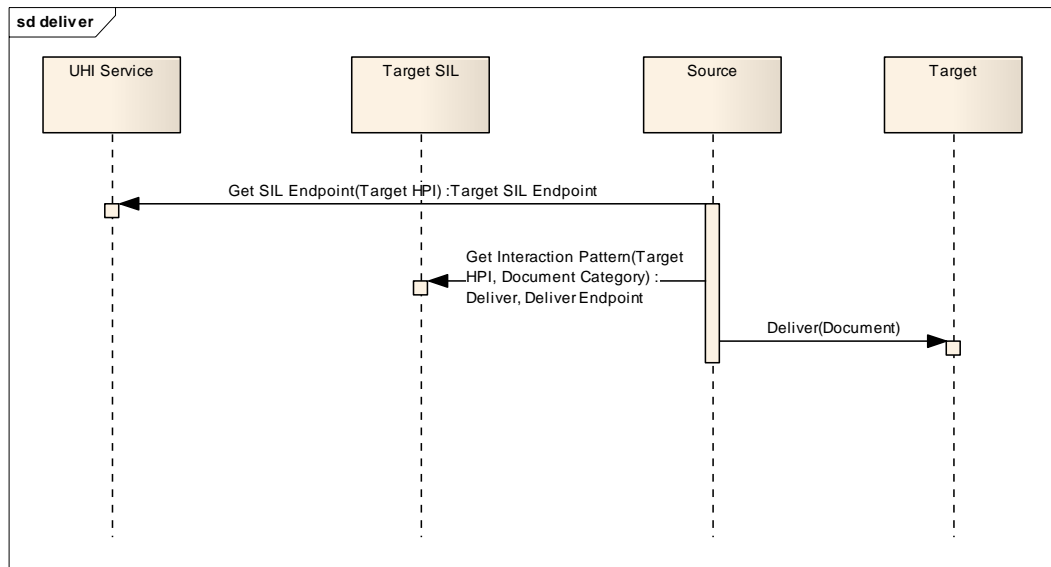 sd deliver
UHI Service
Target SIL
Source
Target
Get SIL Endpoint(Target HPI) :Target SIL Endpoint
Get Interaction Pattern(Target
HPI, Document Category) :
Deliver, Deliver Endpoint
Deliver(Document)